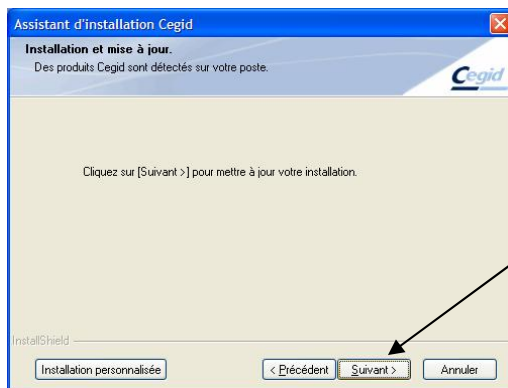 Assistant d'installation Cegid
Installation et mise à jour.
Des produits Cegid sont détectés sur votre poste.
Cegid
Cliquez sur [Suivant >] pour mettre à jour votre installation.
InstallShield
Installation personnalisée
< Précédent
Suivant >
Annuler